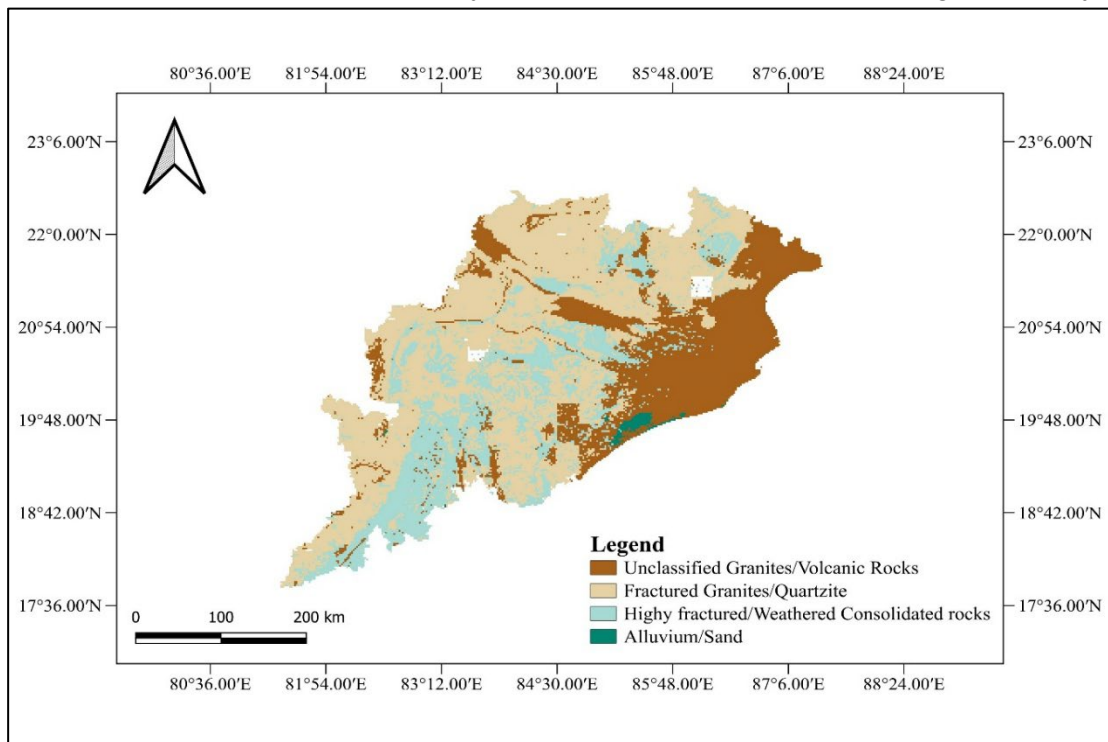 80°36.00′E 81°54.00′E 83°12.00′E 84°30.00′E 85°48.00′E 87°6.00′E 88°24.00′E
23°6.00′N 23°6.00′N
22°0.00′N 22°0.00′N
20°54.00′N 20°54.00′N
19°48.00′N 19°48.00′N
18°42.00′N 18°42.00′N
Legend
Unclassified Granites/Volcanic Rocks
Fractured Granites/Quartzite
17°36.00′N 17°36.00′N
Highy fractured/Weathered Consolidated rocks
0 100 200 km
Alluvium/Sand
80°36.00′E 81°54.00′E 83°12.00′E 84°30.00′E 85°48.00′E 87°6.00′E 88°24.00′E